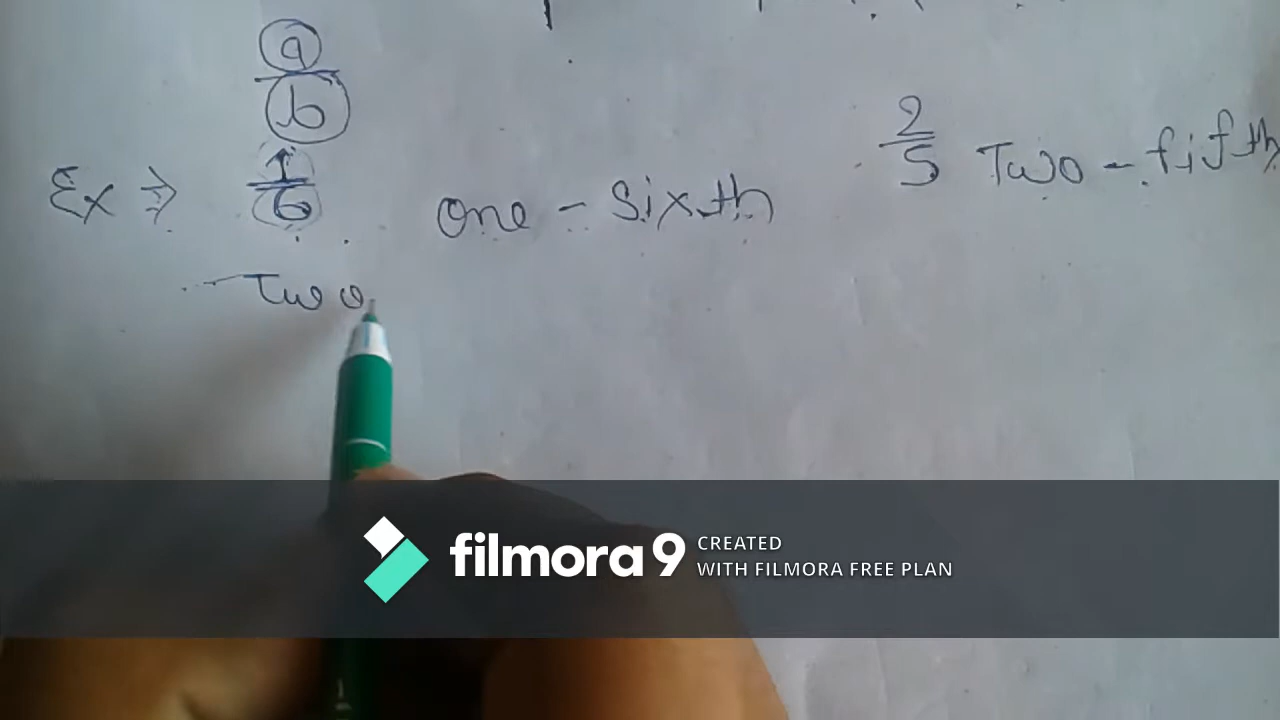 a
b
Ex ⇒ 1/6 one - sixth
2/5 Two - fifth
Two
filmora 9 CREATED
WITH FILMORA FREE PLAN